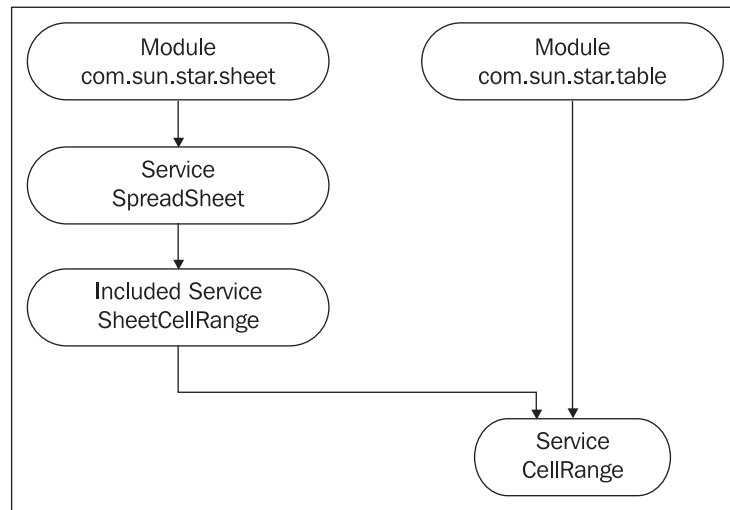 Module
com.sun.star.sheet
Module
com.sun.star.table
Service
SpreadSheet
Included Service
SheetCellRange
Service
CellRange